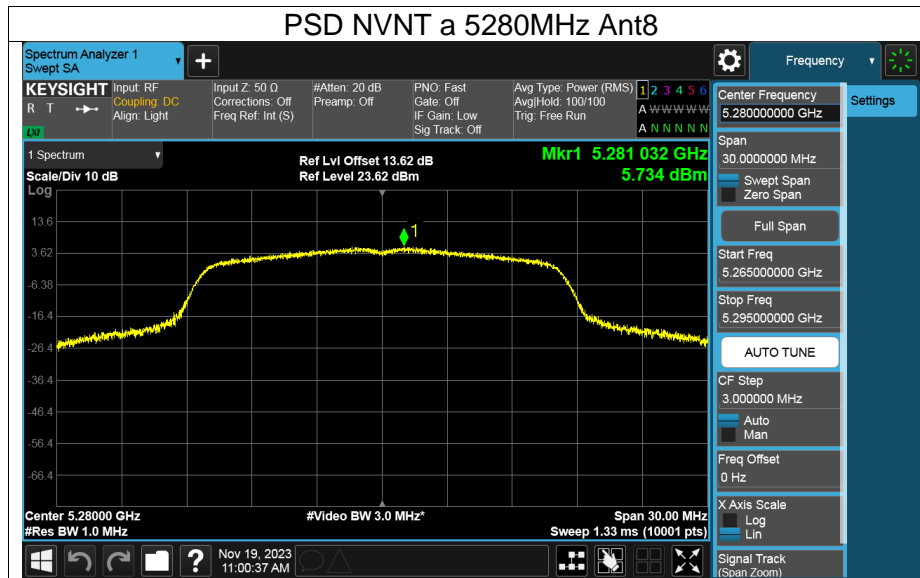 PSD NVNT a 5280MHz Ant8
Spectrum Analyzer 1
Swept SA
+
Frequency
KEYSIGHT
R T
LXI
Input: RF
Coupling: DC
Align: Light
Input Z: 50 Ω
Corrections: Off
Freq Ref: Int (S)
#Atten: 20 dB
Preamp: Off
PNO: Fast
Gate: Off
IF Gain: Low
Sig Track: Off
Avg Type: Power (RMS)
Avg|Hold: 100/100
Trig: Free Run
1 2 3 4 5 6
A W W W W W
A N N N N N
1 Spectrum
Scale/Div 10 dB
Log
Ref Lvl Offset 13.62 dB
Ref Level 23.62 dBm
Mkr1 5.281 032 GHz
5.734 dBm
1
13.6
3.62
-6.38
-16.4
-26.4
-36.4
-46.4
-56.4
-66.4
Center 5.28000 GHz
#Res BW 1.0 MHz
#Video BW 3.0 MHz*
Span 30.00 MHz
Sweep 1.33 ms (10001 pts)
Center Frequency
5.280000000 GHz
Span
30.0000000 MHz
Swept Span
Zero Span
Full Span
Start Freq
5.265000000 GHz
Stop Freq
5.295000000 GHz
AUTO TUNE
CF Step
3.000000 MHz
Auto
Man
Freq Offset
0 Hz
X Axis Scale
Log
Lin
Signal Track
(Span Zoom)
Settings
?
Nov 19, 2023
11:00:37 AM